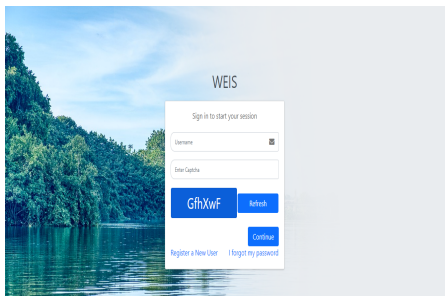 WEIS
Sign in to start your session
Username
Enter Captcha
GfhXwF Refresh
Continue
Register a New User I forgot my password